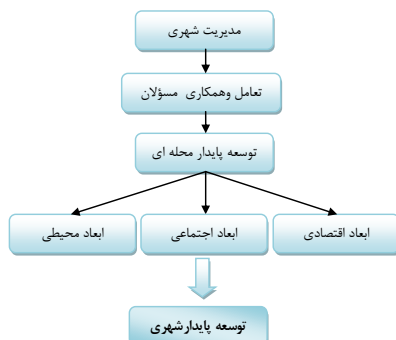 مدیریت شهری
تعامل وهمکاری مسؤلان
توسعه پایدار محله ای
ابعاد اقتصادی
ابعاد اجتماعی
ابعاد محیطی
توسعه پایدارشهری